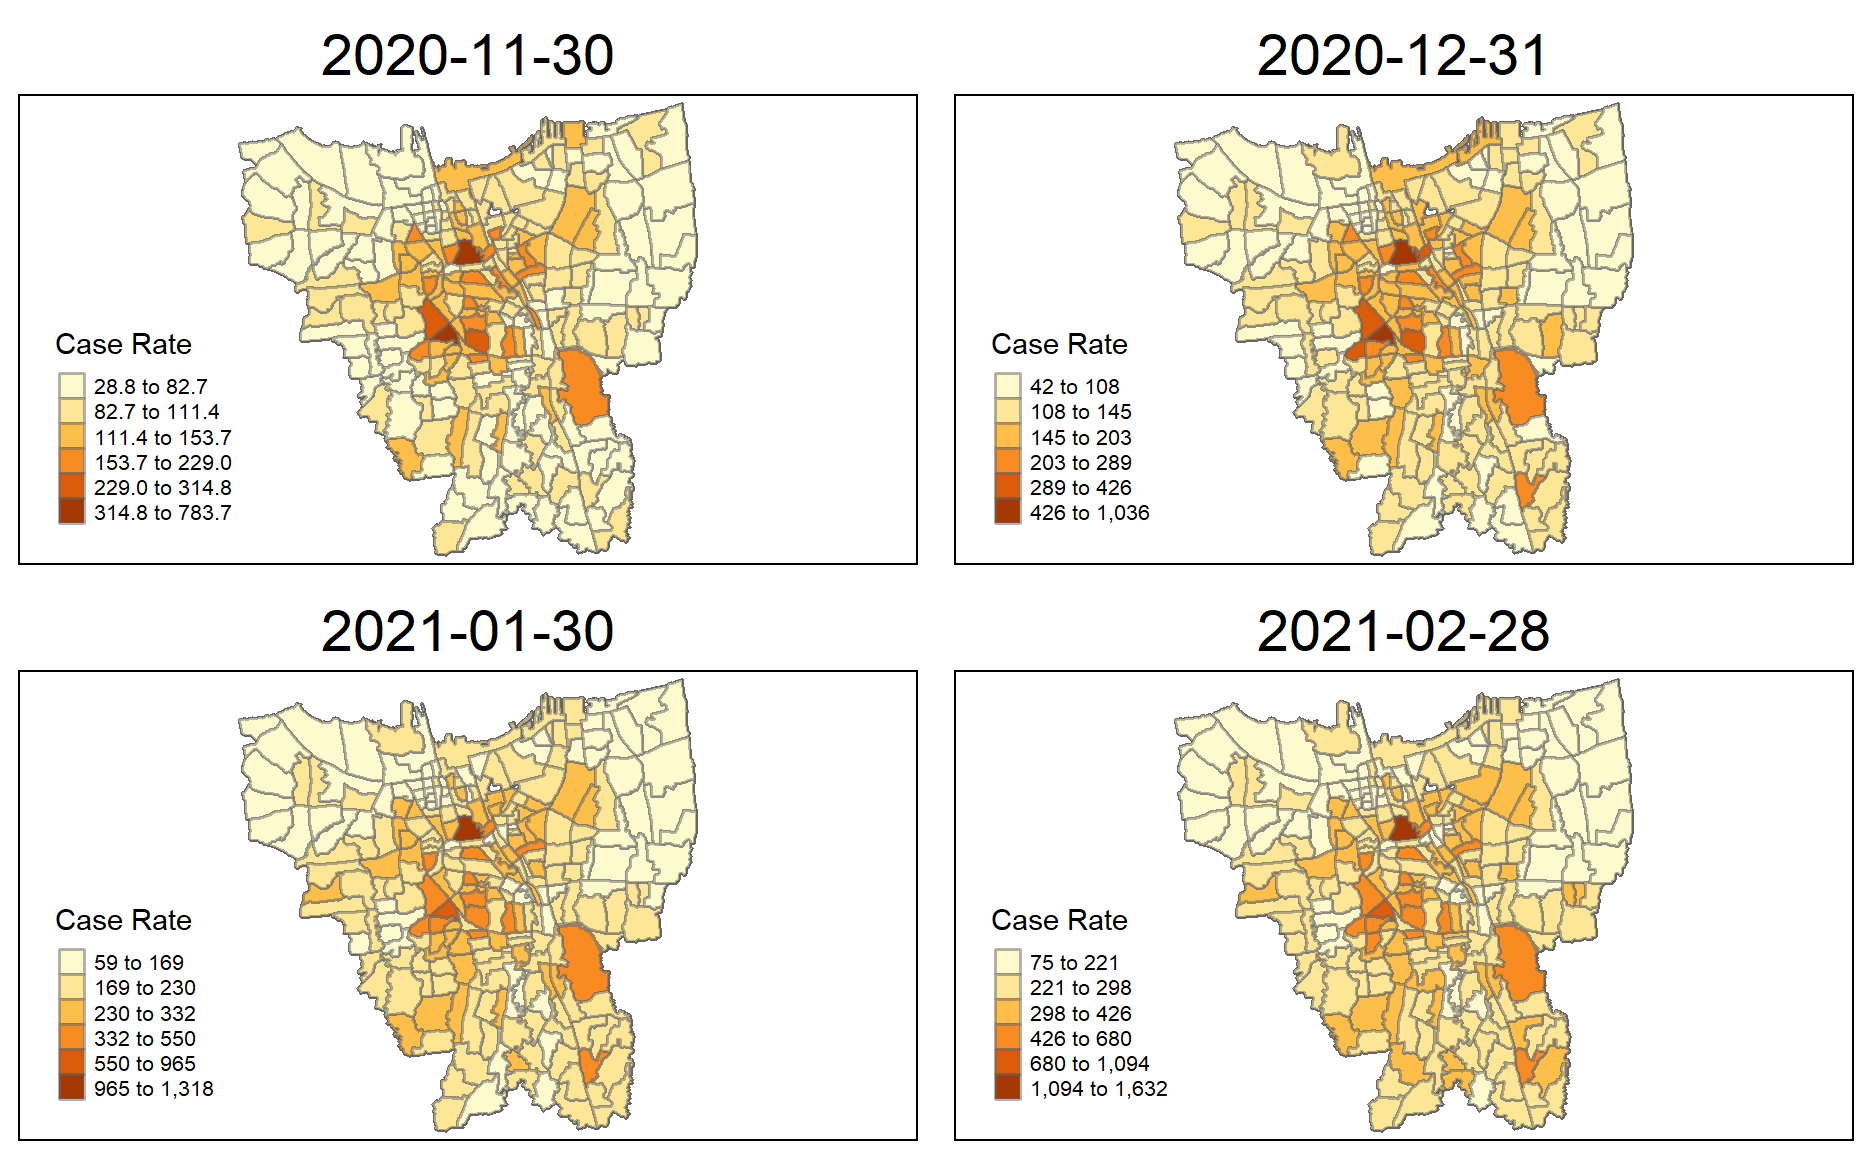 2020-11-30
Case Rate
28.8 to 82.7
82.7 to 111.4
111.4 to 153.7
153.7 to 229.0
229.0 to 314.8
314.8 to 783.7
2020-12-31
Case Rate
42 to 108
108 to 145
145 to 203
203 to 289
289 to 426
426 to 1,036
2021-01-30
Case Rate
59 to 169
169 to 230
230 to 332
332 to 550
550 to 965
965 to 1,318
2021-02-28
Case Rate
75 to 221
221 to 298
298 to 426
426 to 680
680 to 1,094
1,094 to 1,632